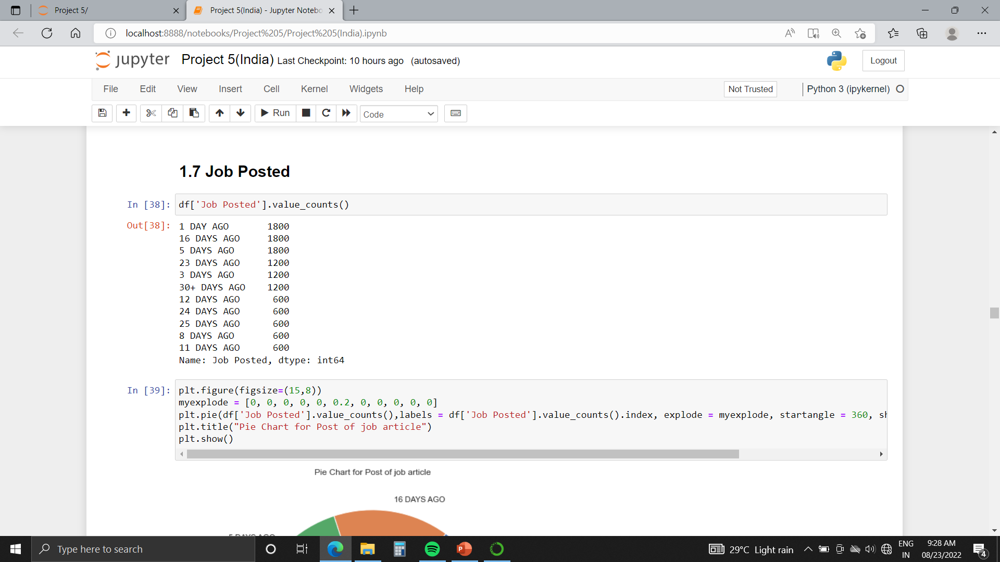 Project 5/
Project 5(India) - Jupyter Notebo
localhost:8888/notebooks/Project%205/Project%205(India).ipynb
jupyter Project 5(India) Last Checkpoint: 10 hours ago (autosaved)
Logout
File Edit View Insert Cell Kernel Widgets Help
Not Trusted
Python 3 (ipykernel)
Run
Code
1.7 Job Posted
In [38]: df['Job Posted'].value_counts()
Out[38]: 1 DAY AGO 1800
16 DAYS AGO 1800
5 DAYS AGO 1800
23 DAYS AGO 1200
3 DAYS AGO 1200
30+ DAYS AGO 1200
12 DAYS AGO 600
24 DAYS AGO 600
25 DAYS AGO 600
8 DAYS AGO 600
11 DAYS AGO 600
Name: Job Posted, dtype: int64
In [39]: plt.figure(figsize=(15,8))
myexplode = [0, 0, 0, 0, 0, 0.2, 0, 0, 0, 0, 0]
plt.pie(df['Job Posted'].value_counts(),labels = df['Job Posted'].value_counts().index, explode = myexplode, startangle = 360, sh
plt.title("Pie Chart for Post of job article")
plt.show()
Pie Chart for Post of job article
16 DAYS AGO
5 DAYS AGO
Type here to search
29°C Light rain
ENG
IN
9:28 AM
08/23/2022
4